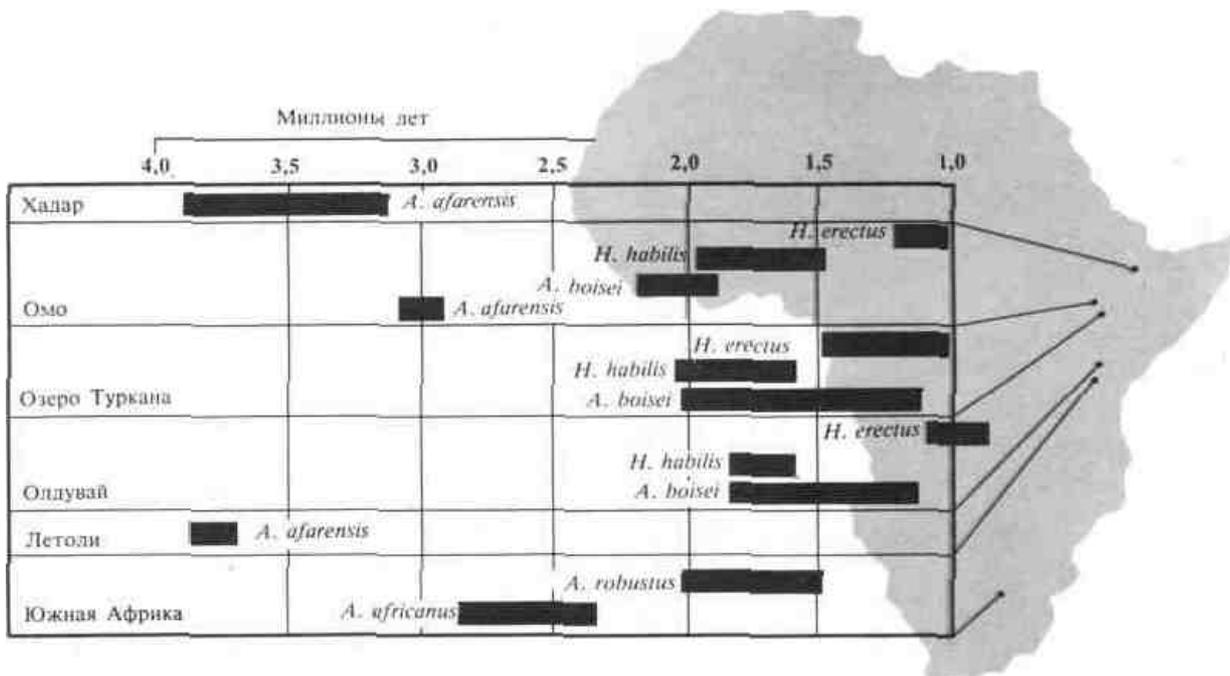 Миллионы лет
4,0 3,5 3,0 2,5 2,0 1,5 1,0
Хадар A. afarensis
H. erectus
H. habilis
A. boisei
Омо A. afarensis
H. erectus
H. habilis
Озеро Туркана A. boisei
H. erectus
H. habilis
Олдувай A. boisei
Летоли A. afarensis
A. robustus
Южная Африка A. africanus